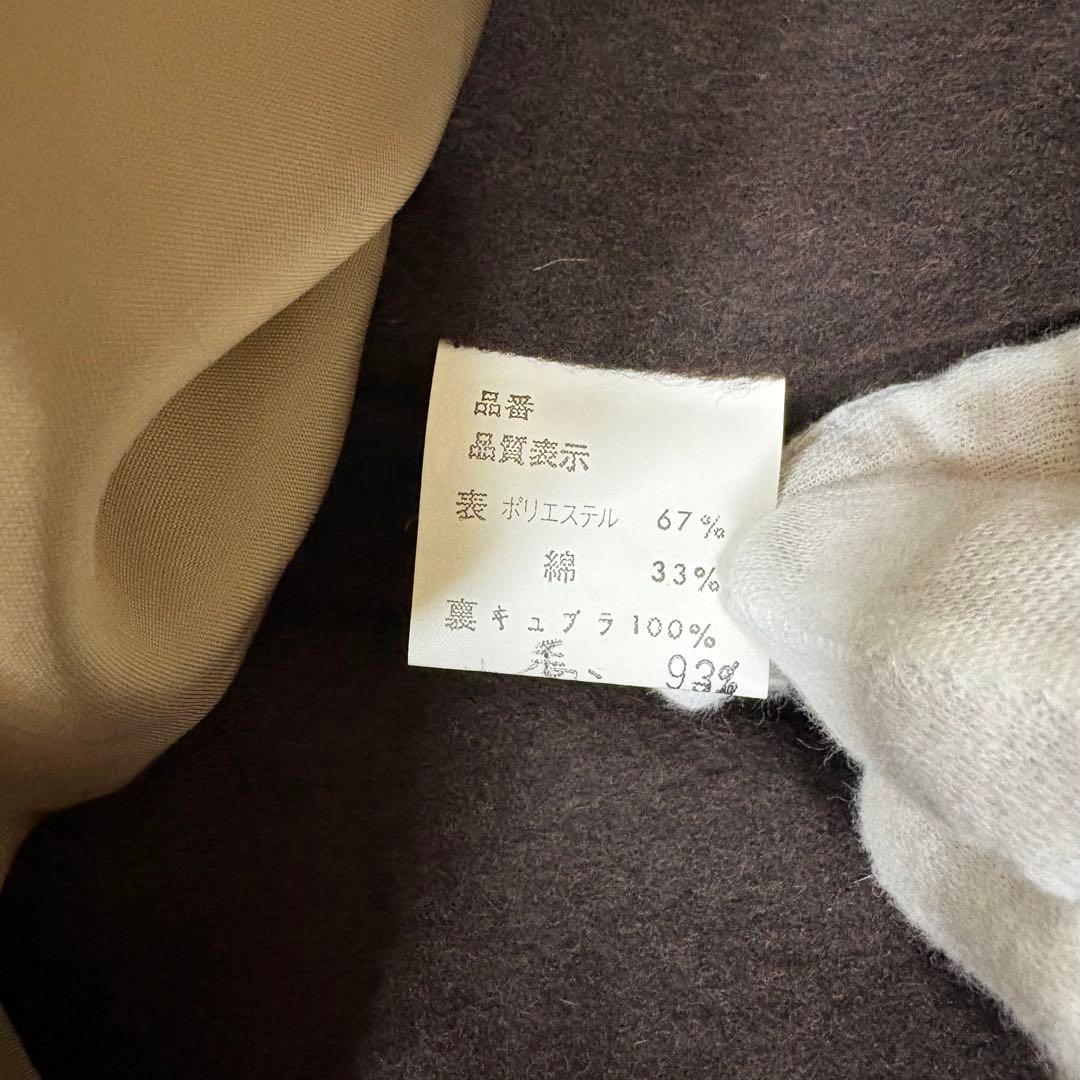 品番
品質表示
表 ポリエステル 67%
綿 33%
裏 キュプラ 100%
93%